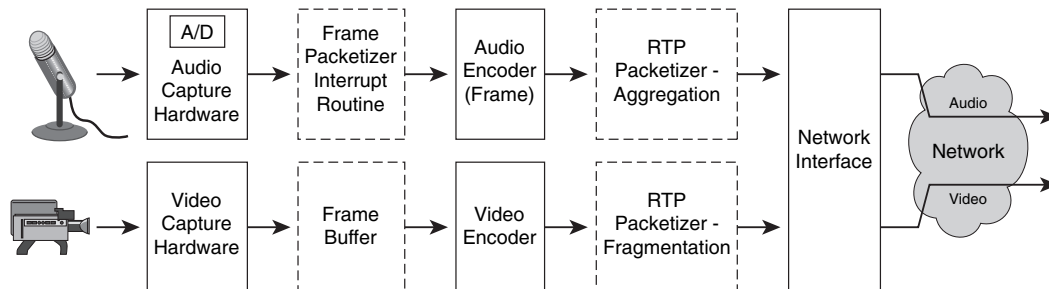 A/D
Audio
Capture
Hardware
Frame
Packetizer
Interrupt
Routine
Audio
Encoder
(Frame)
RTP
Packetizer -
Aggregation
Network
Interface
Audio
Network
Video
Video
Capture
Hardware
Frame
Buffer
Video
Encoder
RTP
Packetizer -
Fragmentation